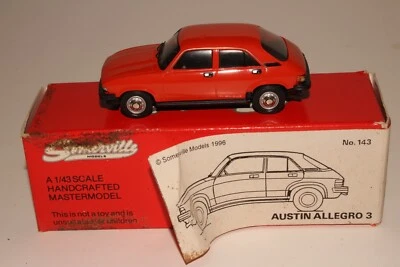 Somerville
MODELS
A 1/43 SCALE
HANDCRAFTED
MASTERMODEL
This is not a toy and is
children
© Somerville Models 1996
No. 143
AUSTIN ALLEGRO 3